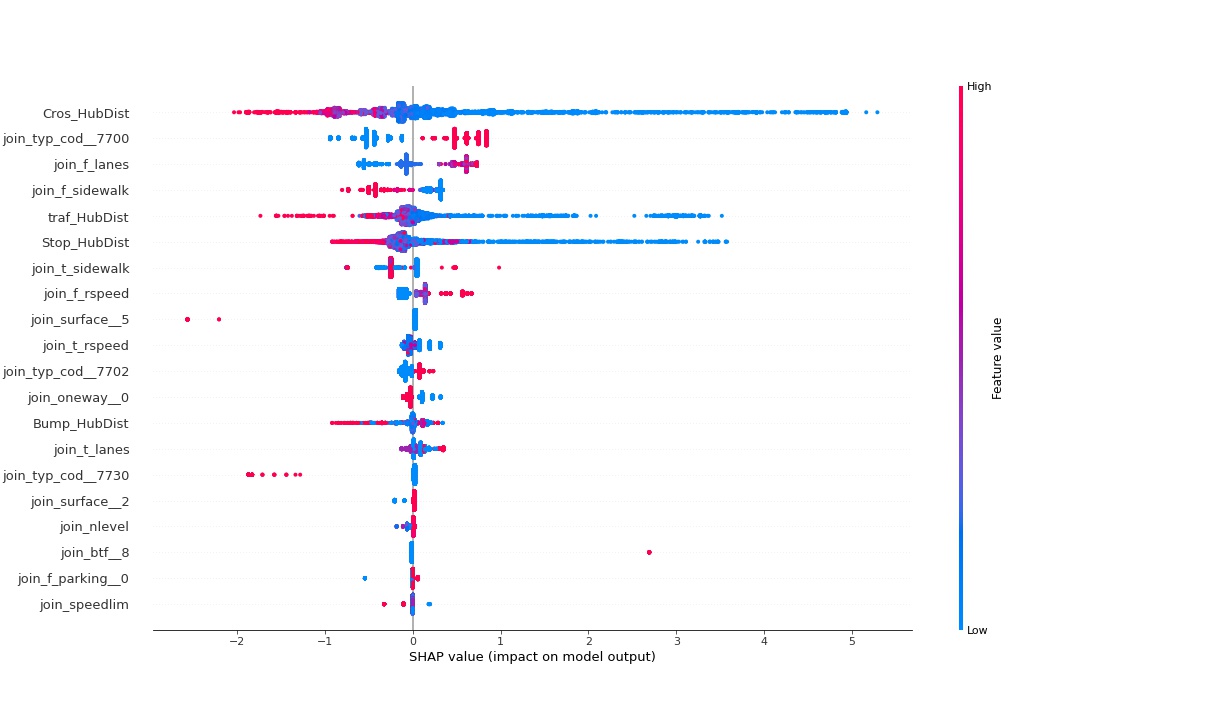 High
Cros_HubDist
join_typ_cod__7700
join_f_lanes
join_f_sidewalk
traf_HubDist
Stop_HubDist
join_t_sidewalk
join_f_rspeed
join_surface__5
join_t_rspeed
join_typ_cod__7702
join_oneway__0
Bump_HubDist
join_t_lanes
join_typ_cod__7730
join_surface__2
join_nlevel
join_btf__8
join_f_parking__0
join_speedlim
Feature value
Low
−2 −1 0 1 2 3 4 5
SHAP value (impact on model output)